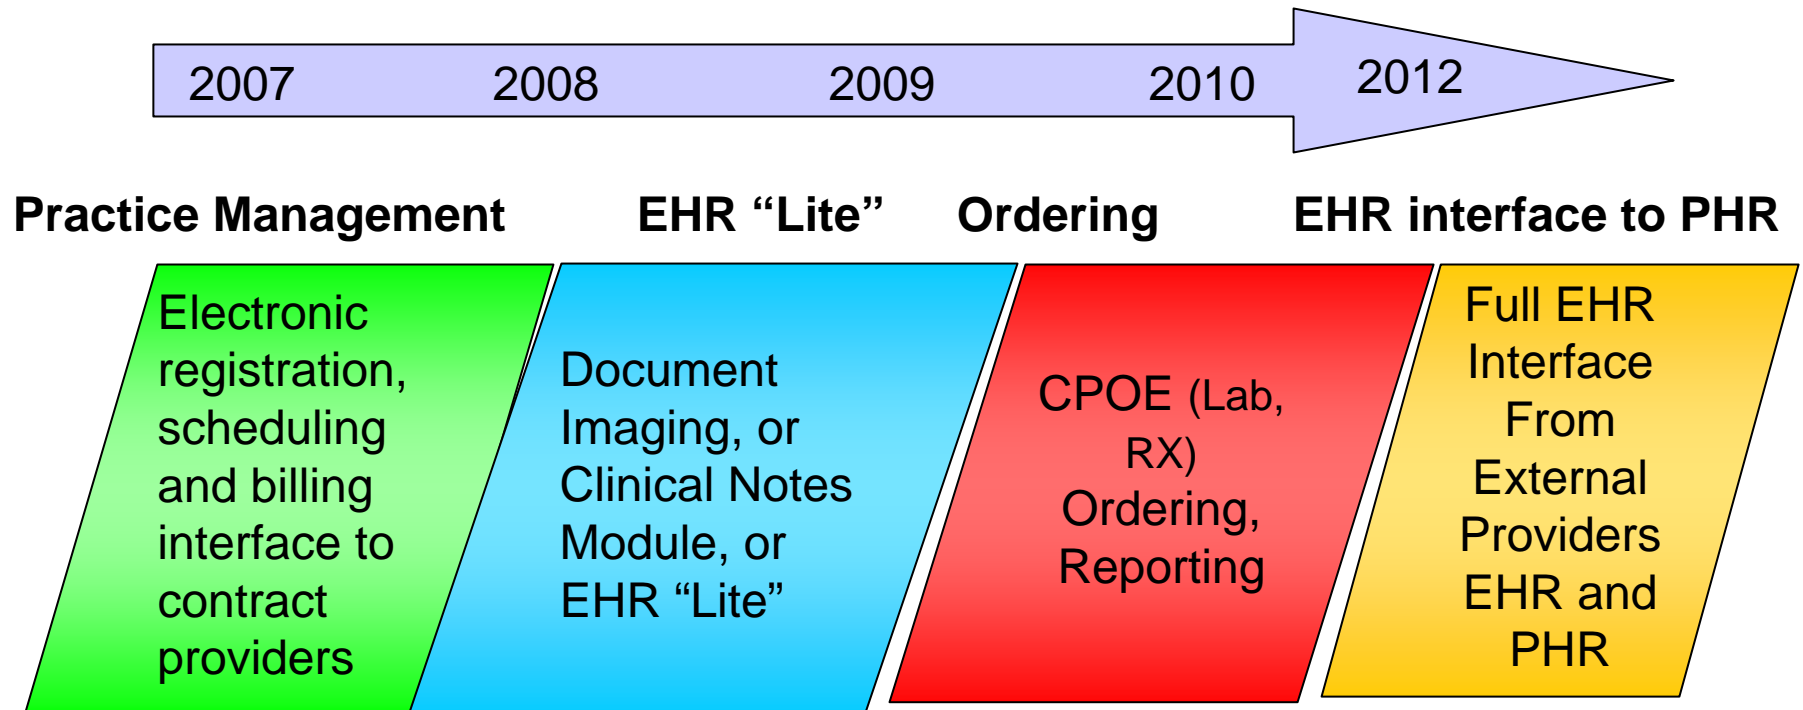 2007 2008 2009 2010 2012
Practice Management EHR “Lite” Ordering EHR interface to PHR
Electronic
registration,
scheduling
and billing
interface to
contract
providers
Document
Imaging, or
Clinical Notes
Module, or
EHR “Lite”
CPOE (Lab,
RX)
Ordering,
Reporting
Full EHR
Interface
From
External
Providers
EHR and
PHR